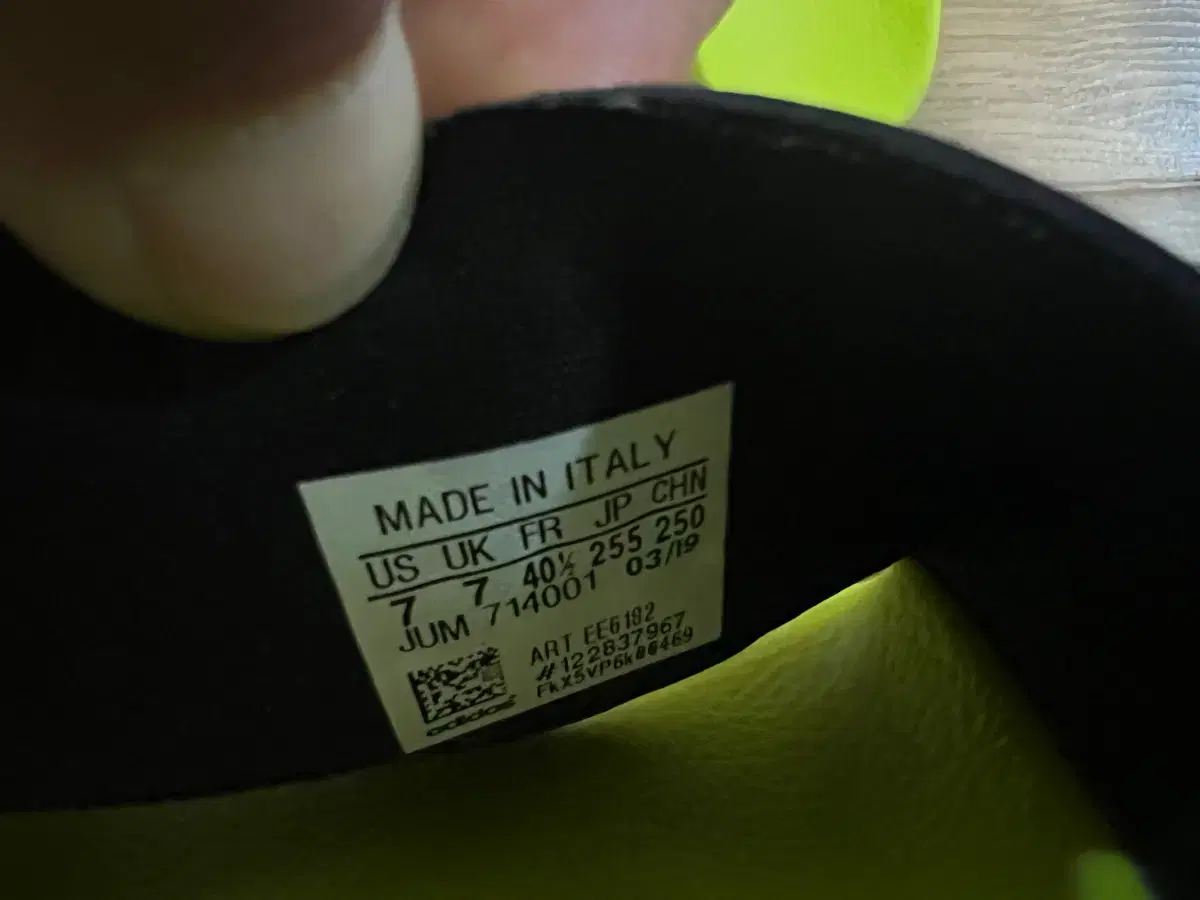 MADE IN ITALY
US UK FR JP CHN
7 7 40½ 255 250
JUM 714001 03/19
ART EE6182
#122837967
adidas